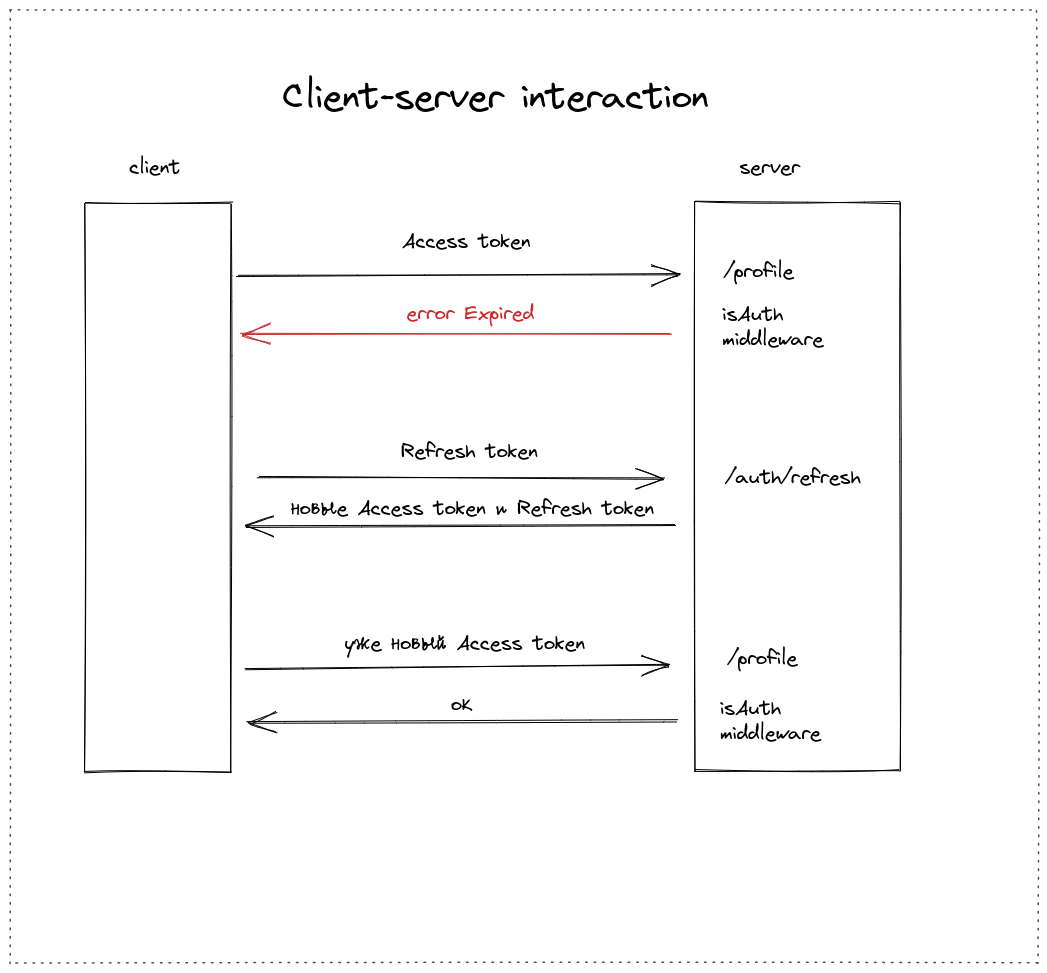 Client-server interaction
client
server
Access token
/profile
error Expired
isAuth
middleware
Refresh token
/auth/refresh
новые Access token и Refresh token
уже новый Access token
/profile
ок
isAuth
middleware